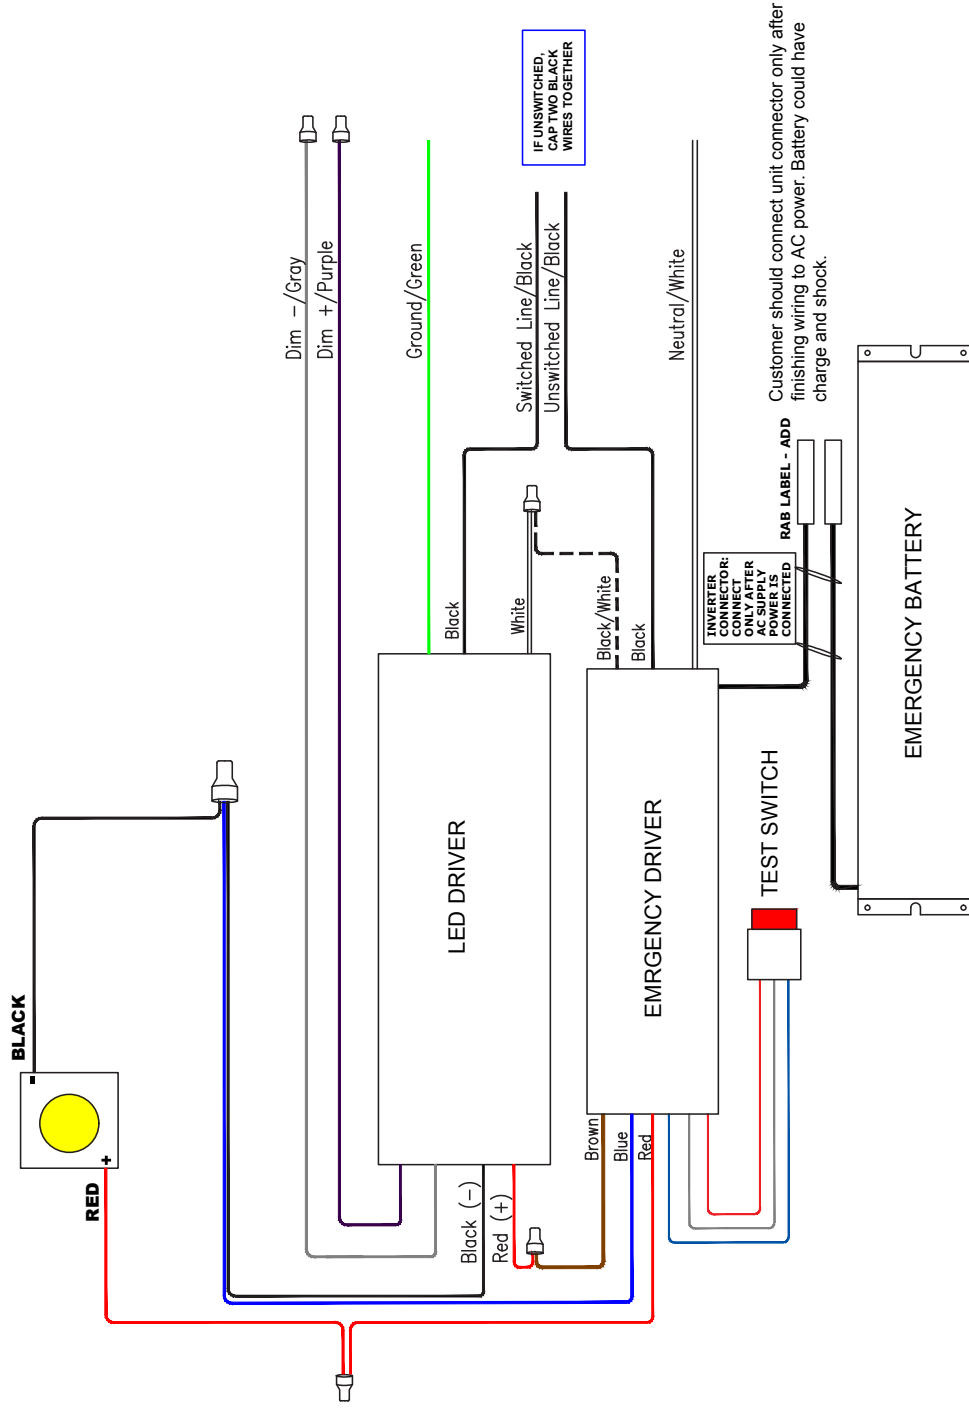 BLACK
RED
Dim -/Gray
Dim +/Purple
Ground/Green
IF UNSWITCHED,
CAP TWO BLACK
WIRES TOGETHER
Switched Line/Black
Unswitched Line/Black
Neutral/White
Black
White
Black/White
Black
LED DRIVER
EMRGENCY DRIVER
Black (-)
Red (+)
Brown
Blue
Red
TEST SWITCH
INVERTER
CONNECTOR:
CONNECT
ONLY AFTER
AC SUPPLY
POWER IS
CONNECTED
RAB LABEL - ADD
Customer should connect unit connector only after
finishing wiring to AC power. Battery could have
charge and shock.
EMERGENCY BATTERY